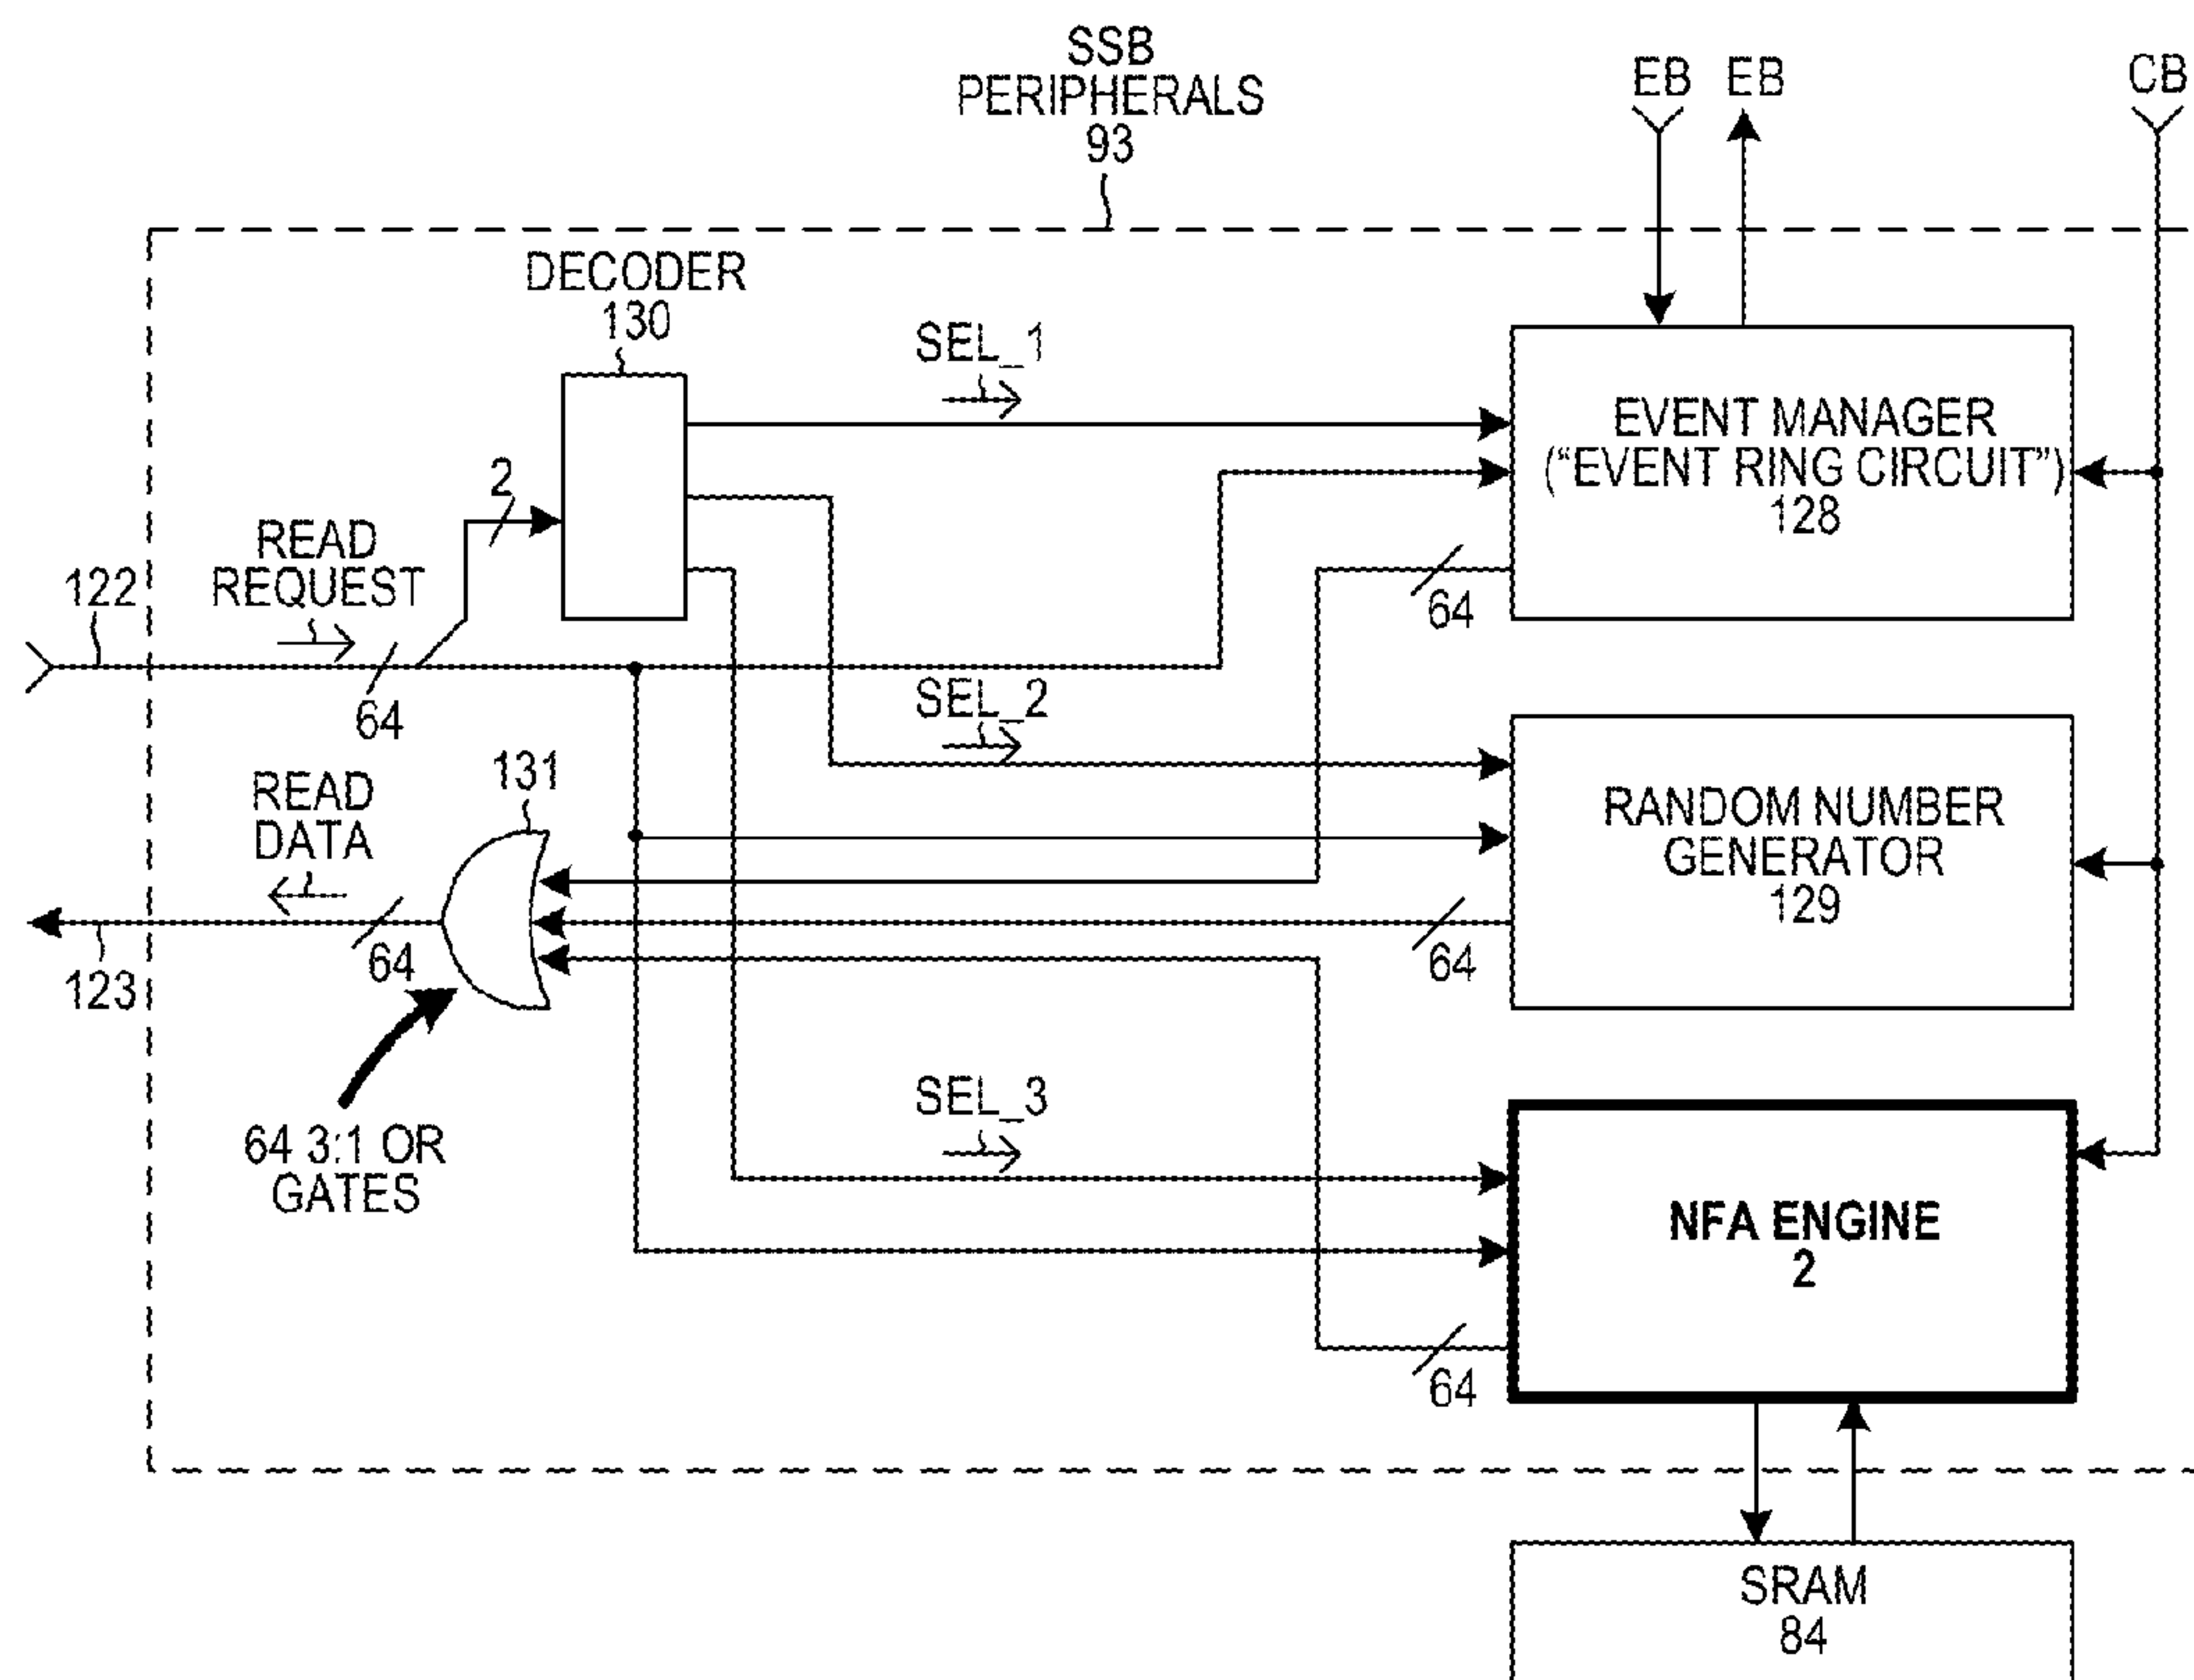 SSB
PERIPHERALS
93
EB
EB
CB
DECODER
130
SEL_1
EVENT MANAGER
("EVENT RING CIRCUIT")
128
2
READ
REQUEST
122
64
64
SEL_2
131
READ
DATA
RANDOM NUMBER
GENERATOR
129
64
64
123
SEL_3
64 3:1 OR
GATES
NFA ENGINE
2
64
SRAM
84